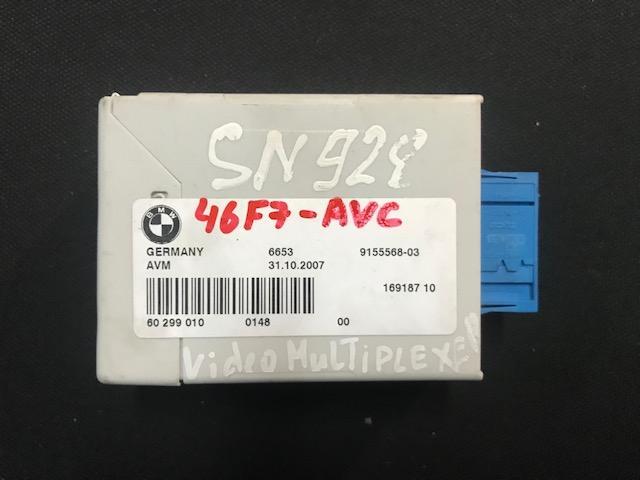 SN928
BMW
46F7-AVC
GERMANY 6653 9155568-03
AVM 31.10.2007
169187 10
60 299 010 0148 00
Video MULTIPLEXER